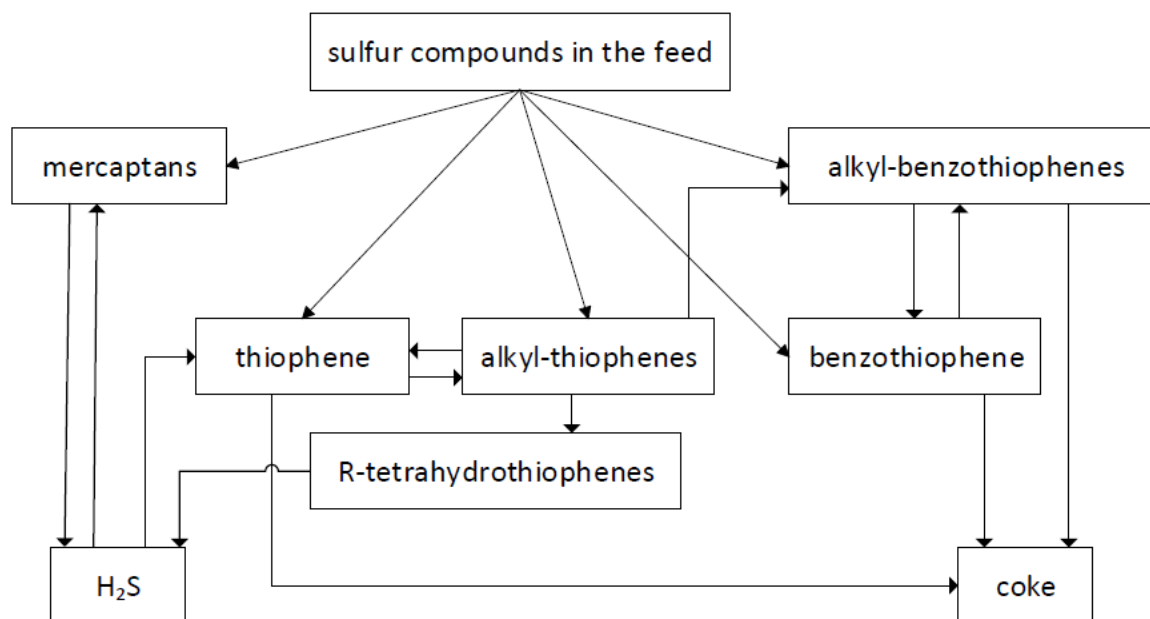 sulfur compounds in the feed
mercaptans
alkyl-benzothiophenes
thiophene
alkyl-thiophenes
benzothiophene
R-tetrahydrothiophenes
H₂S
coke